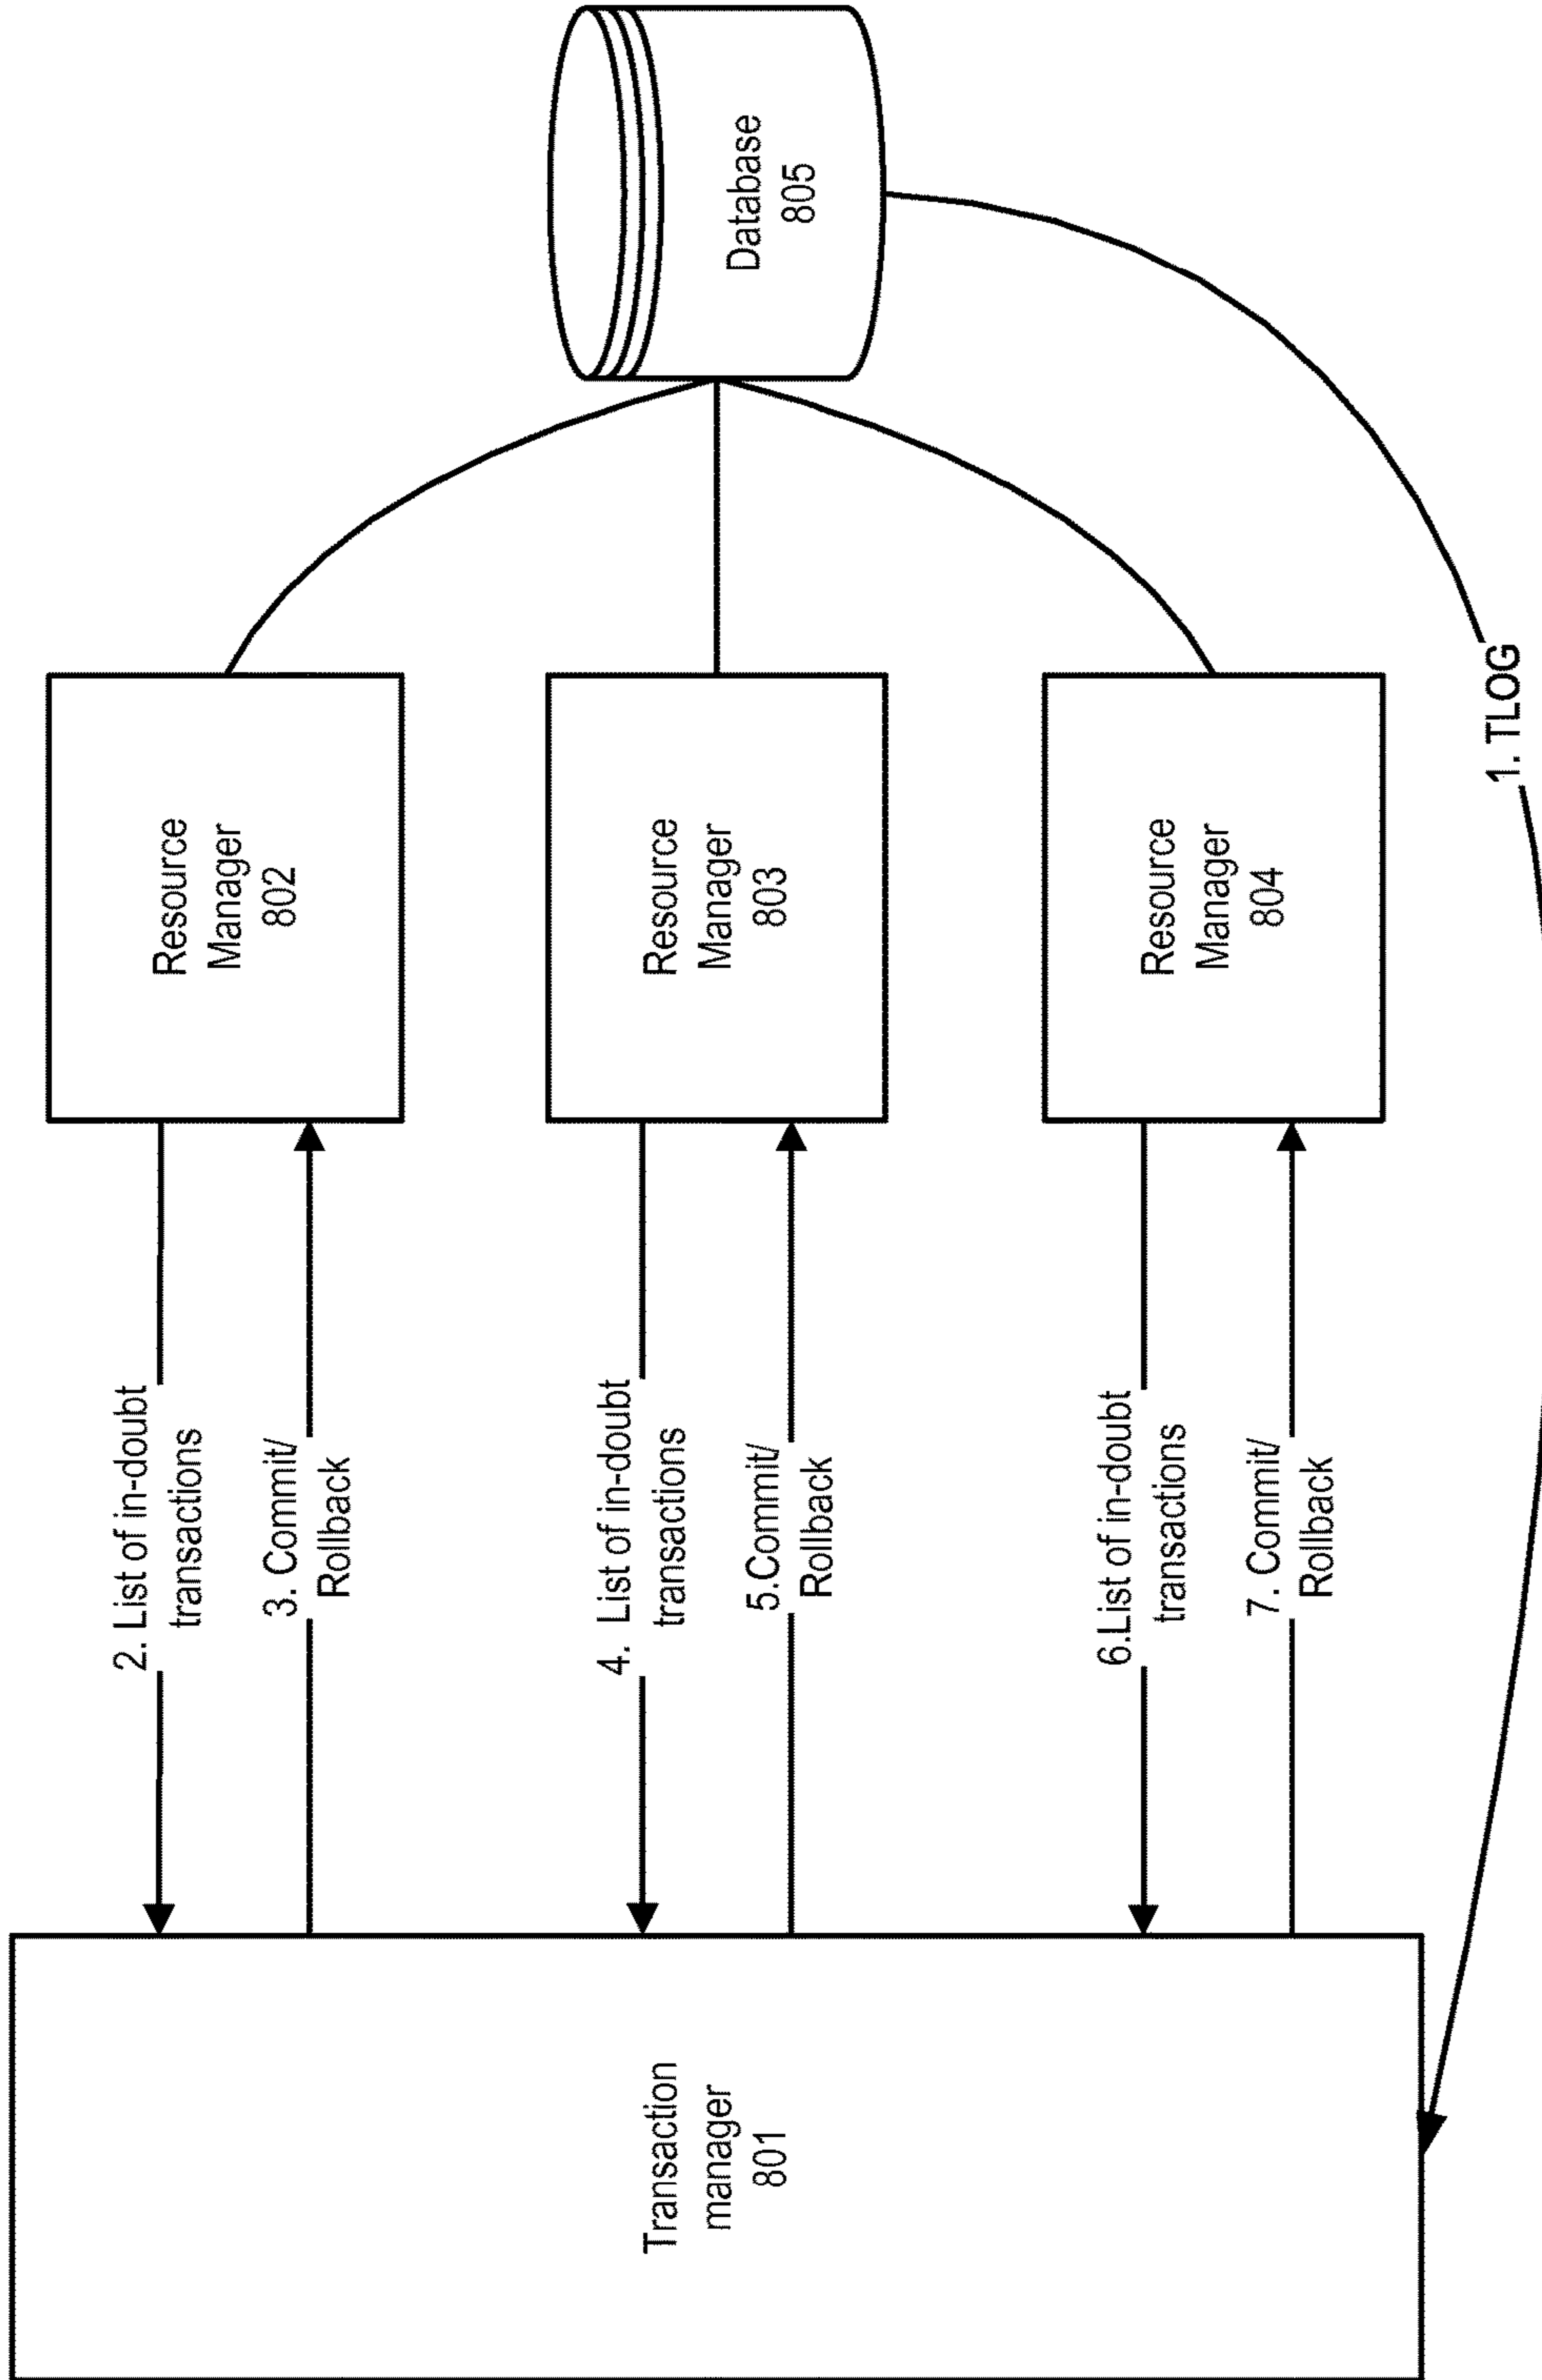 Transaction
manager
801
2. List of in-doubt
transactions
3. Commit/
Rollback
4. List of in-doubt
transactions
5.Commit/
Rollback
6.List of in-doubt
transactions
7. Commit/
Rollback
Resource
Manager
802
Resource
Manager
803
Resource
Manager
804
1. TLOG
Database
805